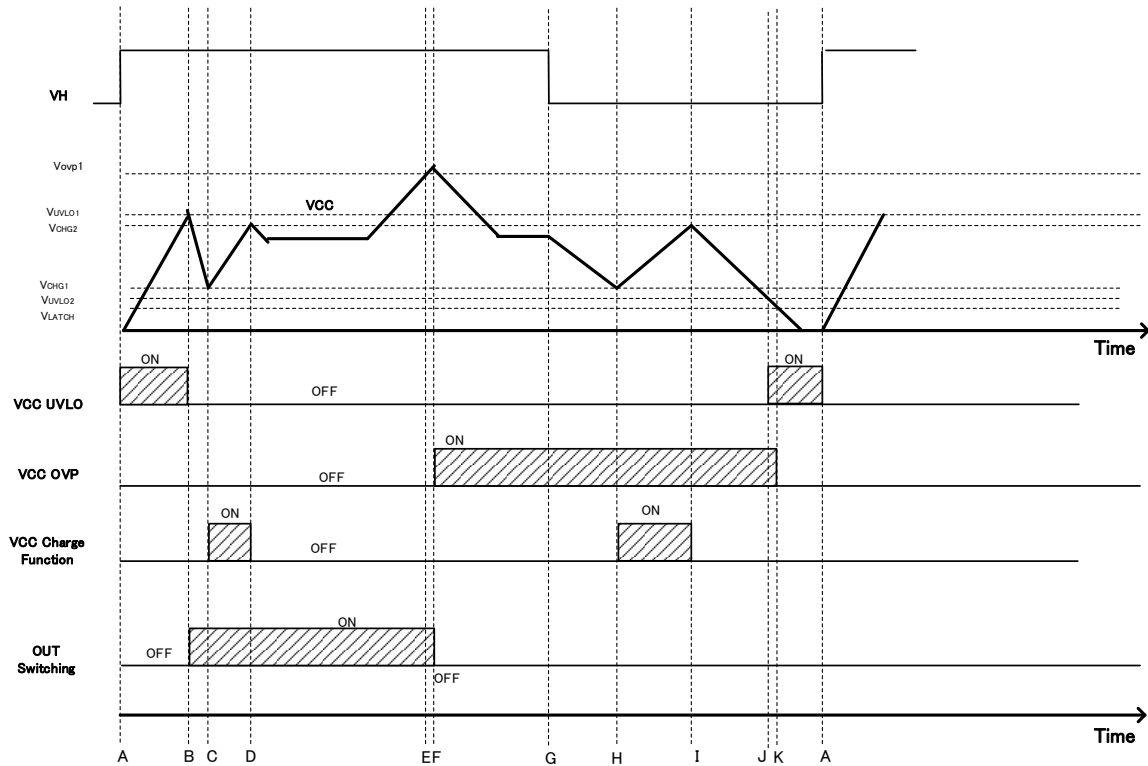 VH
Vovp1
VUVLO1
VCHG2
VCC
VCHG1
VUVLO2
VLATCH
Time
ON
ON
OFF
VCC UVLO
ON
OFF
VCC OVP
ON
ON
OFF
VCC Charge
Function
ON
OFF
OUT
Switching
OFF
Time
A B C D E F G H I J K A